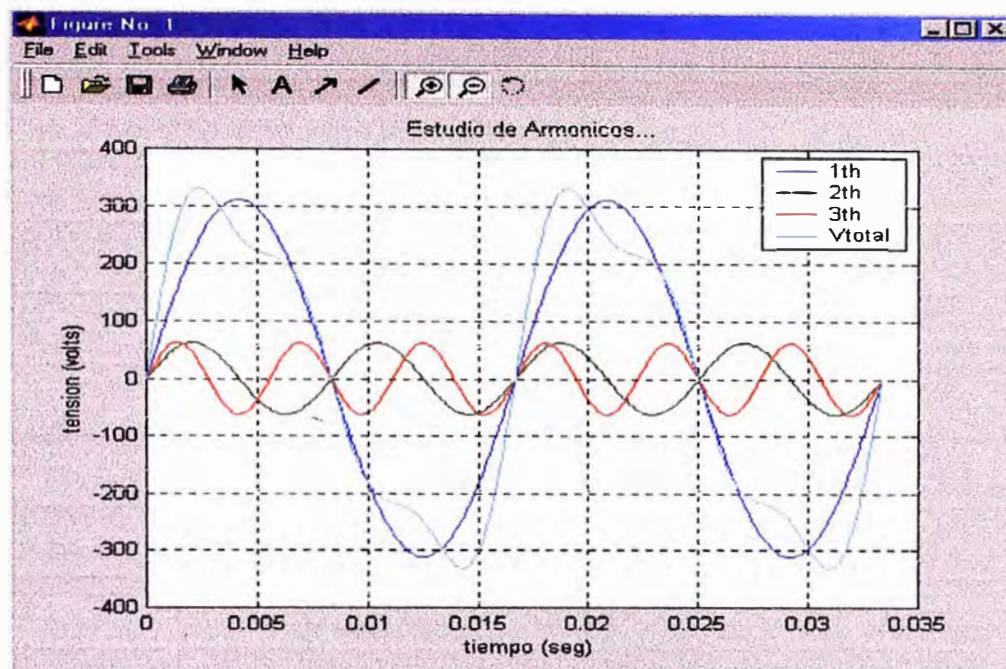 Figure No. 1
File Edit Tools Window Help
A
Estudio de Armonicos...
400
300
200
100
0
-100
-200
-300
-400
tension (volts)
1th
2th
3th
Vtotal
0 0.005 0.01 0.015 0.02 0.025 0.03 0.035
tiempo (seg)